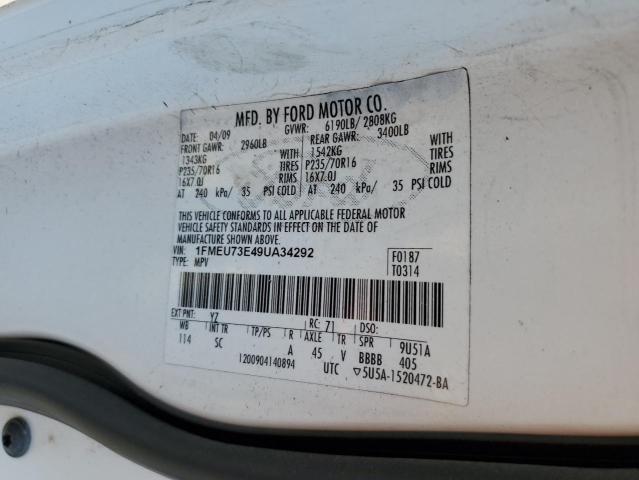 MFD. BY FORD MOTOR CO.
DATE: 04/09 GVWR: 6190LB/ 2808KG
FRONT GAWR: 2960LB REAR GAWR: 3400LB
1343KG WITH 1542KG WITH
P235/70R16 TIRES P235/70R16 TIRES
16X7.0J RIMS 16X7.0J RIMS
AT 240 kPa/ 35 PSI COLD AT 240 kPa/ 35 PSI COLD
THIS VEHICLE CONFORMS TO ALL APPLICABLE FEDERAL MOTOR
VEHICLE SAFETY STANDARDS IN EFFECT ON THE DATE OF
MANUFACTURE SHOWN ABOVE.
VIN: 1FMEU73E49UA34292 F0187
TYPE: MPV T0314
EXT PNT: YZ RC: 71 DSO:
WB INT TR TP/PS R AXLE TR SPR 9U51A
114 SC A 45 V BBBB 405
1200904140894 UTC ▽5U5A-1520472-BA